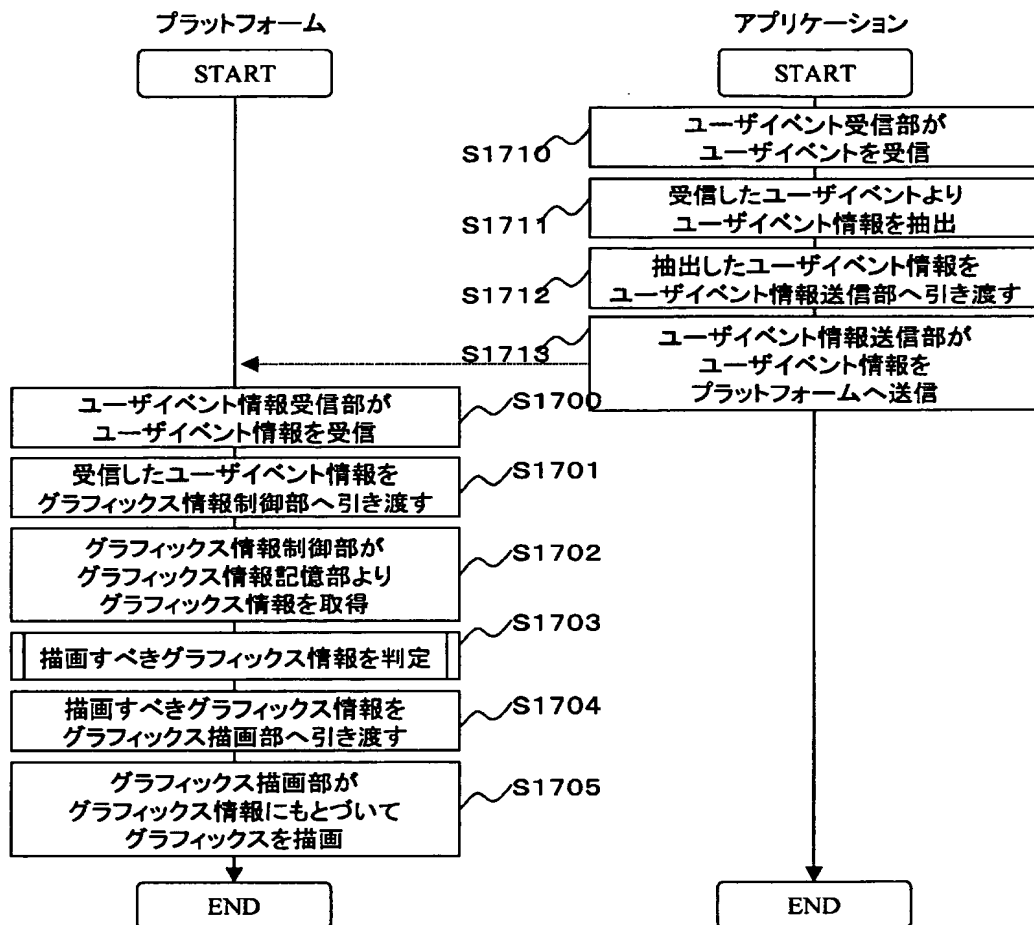 プラットフォーム
アプリケーション
START
START
ユーザイベント受信部が
ユーザイベントを受信
S1710
受信したユーザイベントより
ユーザイベント情報を抽出
S1711
抽出したユーザイベント情報を
ユーザイベント情報送信部へ引き渡す
S1712
ユーザイベント情報送信部が
ユーザイベント情報を
プラットフォームへ送信
S1713
ユーザイベント情報受信部が
ユーザイベント情報を受信
S1700
受信したユーザイベント情報を
グラフィックス情報制御部へ引き渡す
S1701
グラフィックス情報制御部が
グラフィックス情報記憶部より
グラフィックス情報を取得
S1702
描画すべきグラフィックス情報を判定
S1703
描画すべきグラフィックス情報を
グラフィックス描画部へ引き渡す
S1704
グラフィックス描画部が
グラフィックス情報にもとづいて
グラフィックスを描画
S1705
END
END